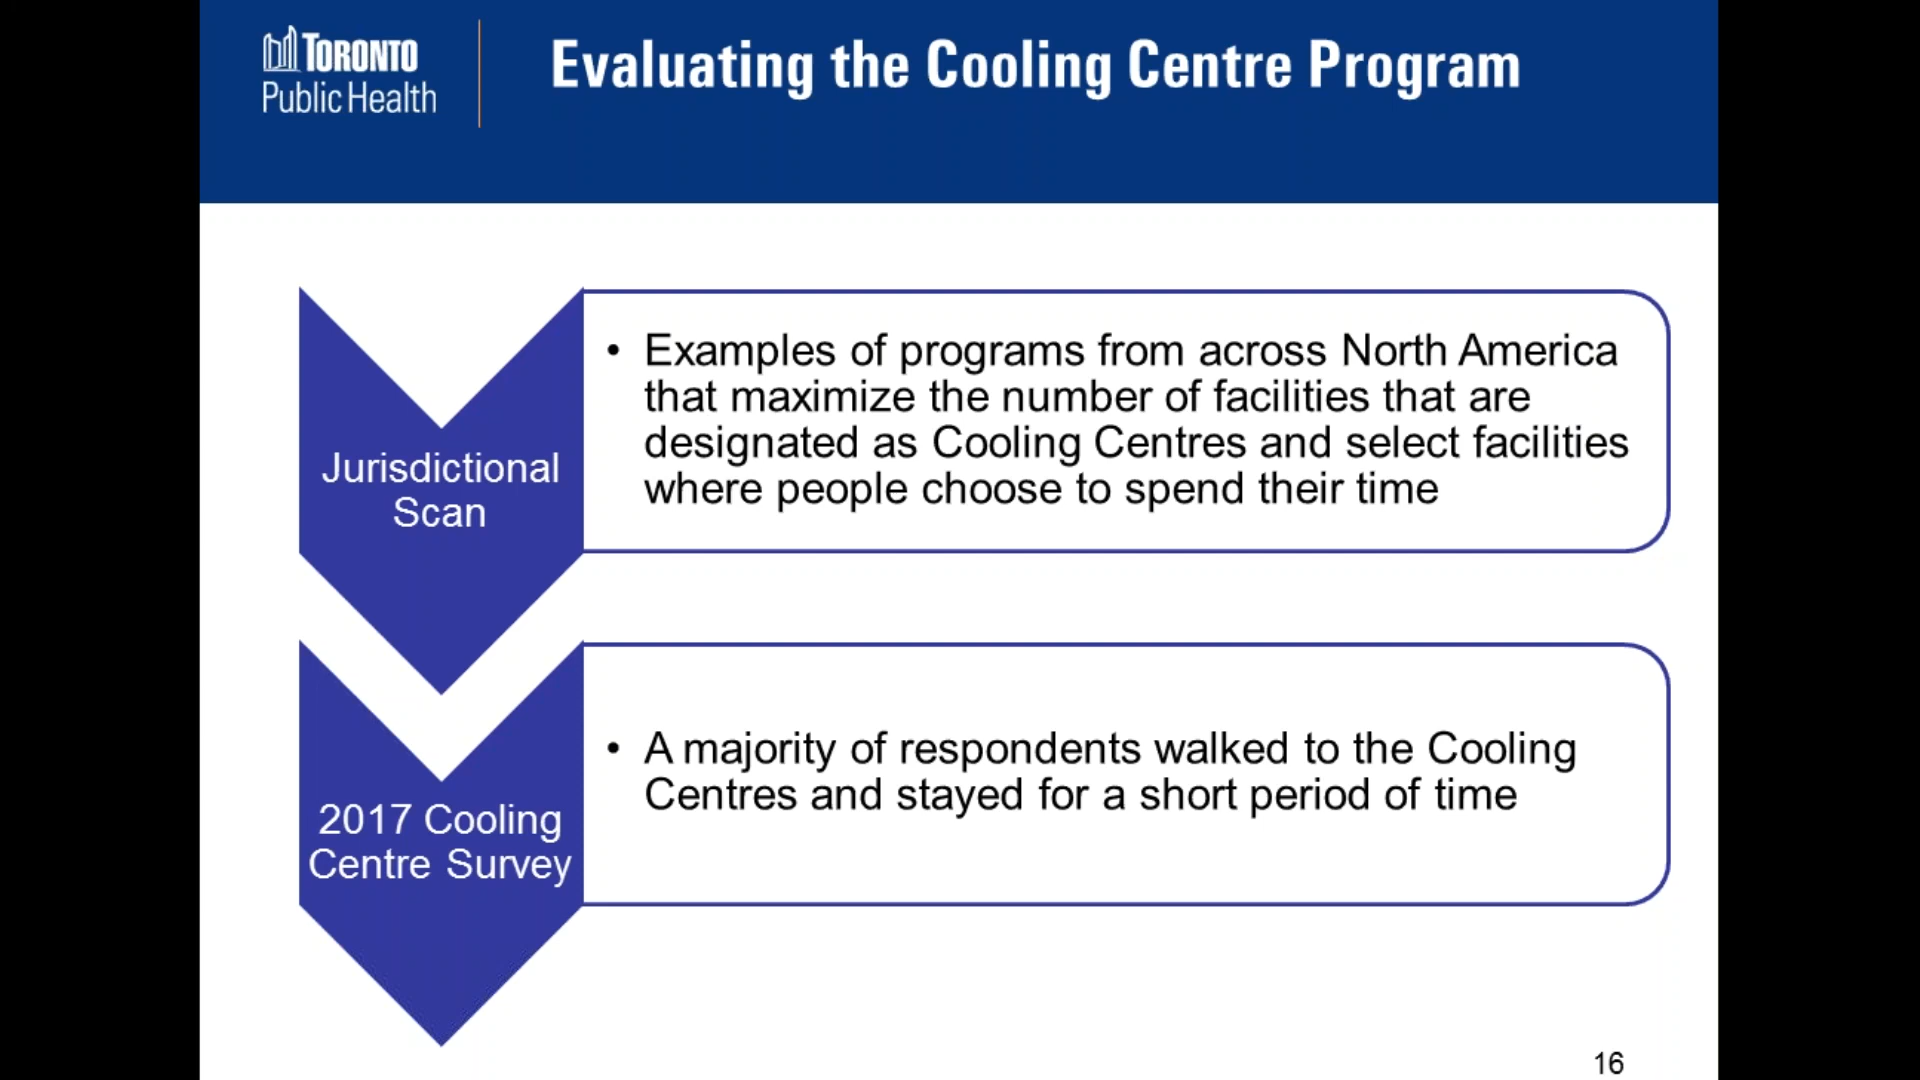 TORONTO
Public Health
Evaluating the Cooling Centre Program
Jurisdictional
Scan
• Examples of programs from across North America
that maximize the number of facilities that are
designated as Cooling Centres and select facilities
where people choose to spend their time
2017 Cooling
Centre Survey
• A majority of respondents walked to the Cooling
Centres and stayed for a short period of time
16